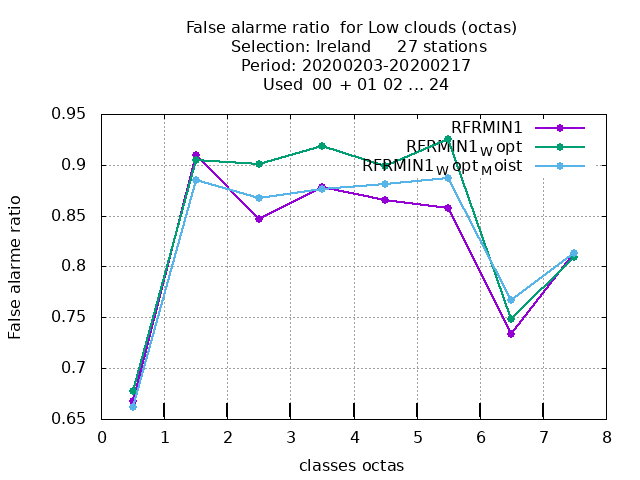 False alarme ratio  for Low clouds (octas)
Selection: Ireland     27 stations
Period: 20200203-20200217
Used  00  + 01 02 ... 24
RFRMIN1
RFRMIN1_W opt
RFRMIN1_W opt_M oist
False alarme ratio
0.95
0.9
0.85
0.8
0.75
0.7
0.65
0 1 2 3 4 5 6 7 8
classes octas